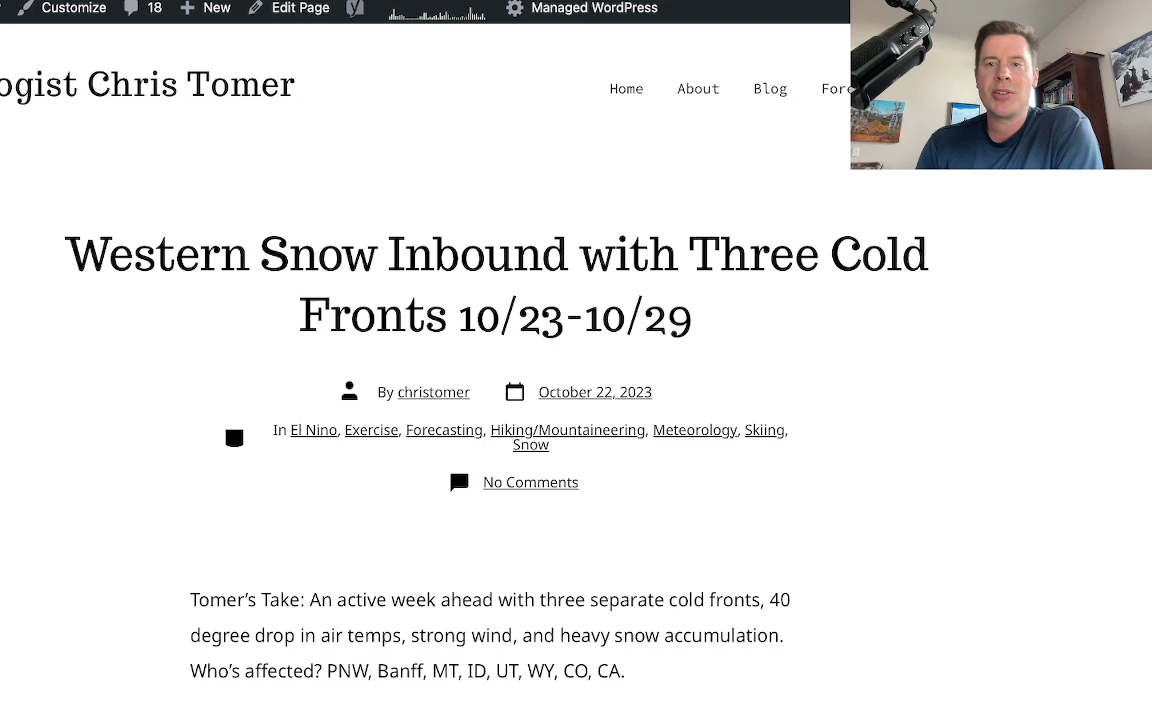 Customize 18 New Edit Page Managed WordPress
ogist Chris Tomer
Home About Blog Fore
Western Snow Inbound with Three Cold
Fronts 10/23-10/29
By christomer October 22, 2023
In El Nino, Exercise, Forecasting, Hiking/Mountaineering, Meteorology, Skiing,
Snow
No Comments
Tomer’s Take: An active week ahead with three separate cold fronts, 40
degree drop in air temps, strong wind, and heavy snow accumulation.
Who’s affected? PNW, Banff, MT, ID, UT, WY, CO, CA.